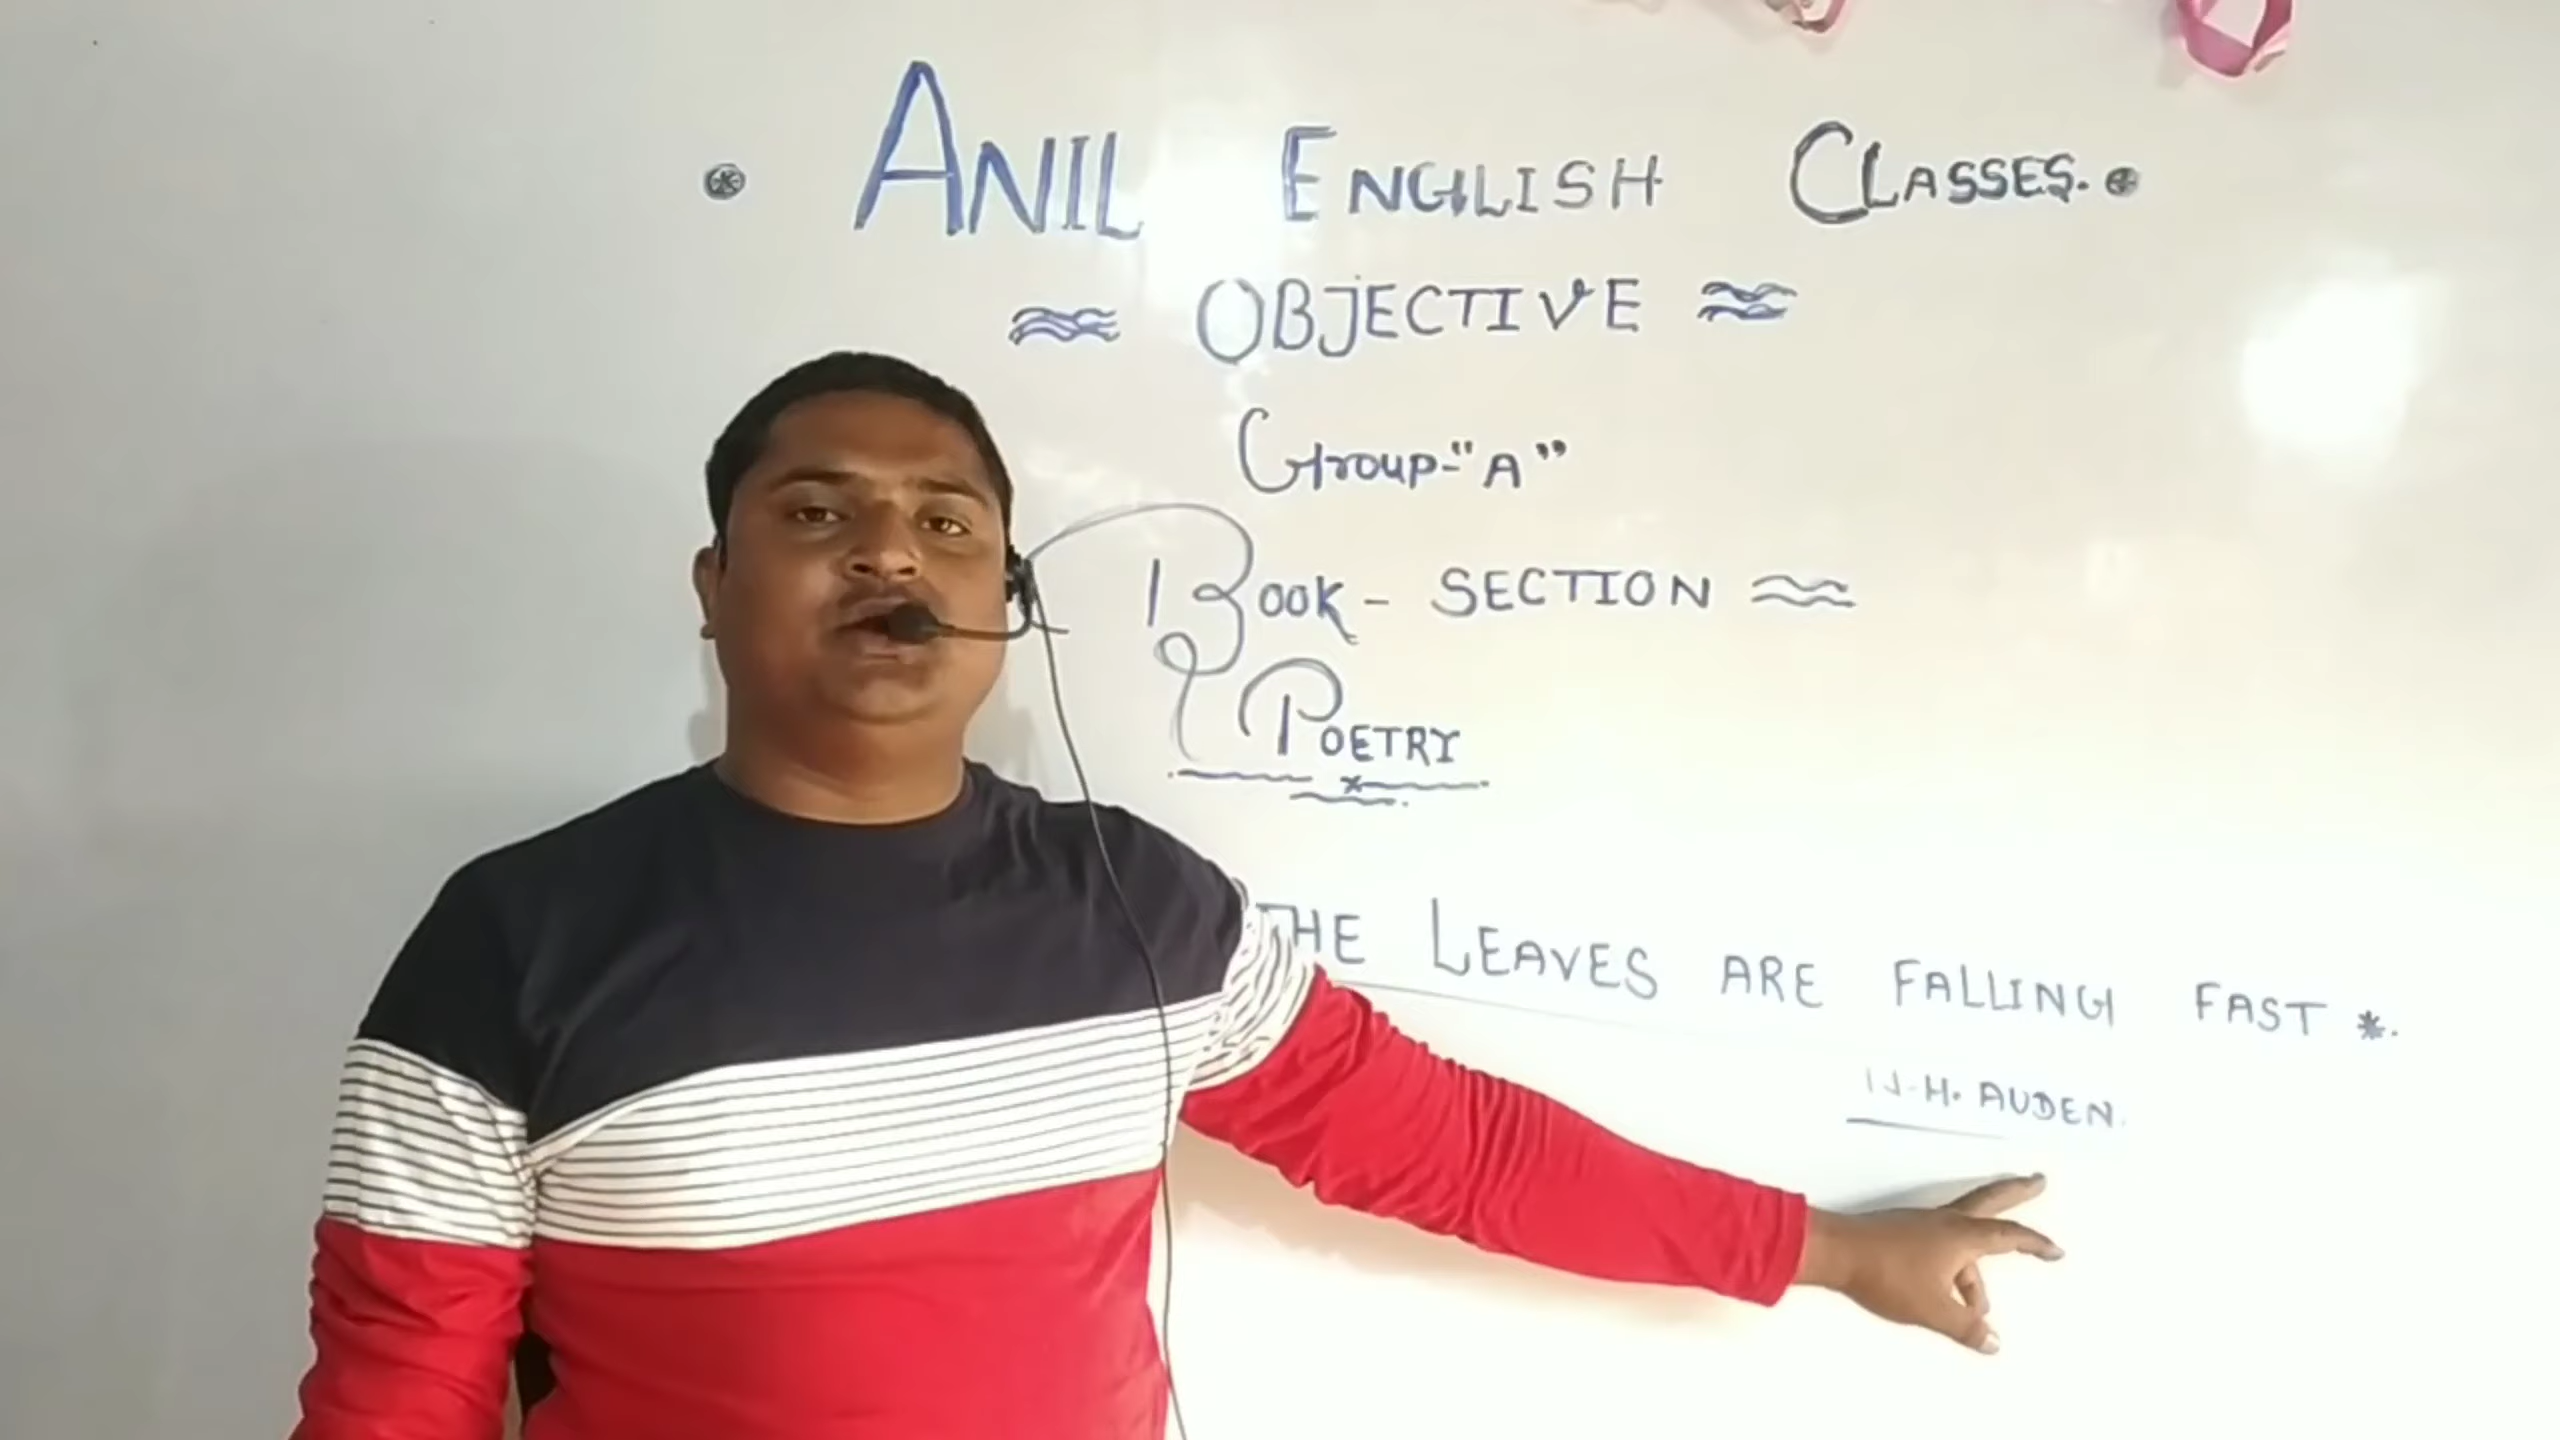 ANIL ENGLISH CLASSES.
OBJECTIVE
Group-"A"
BOOK - SECTION
POETRY
THE LEAVES ARE FALLING FAST *.
W.H. AUDEN.